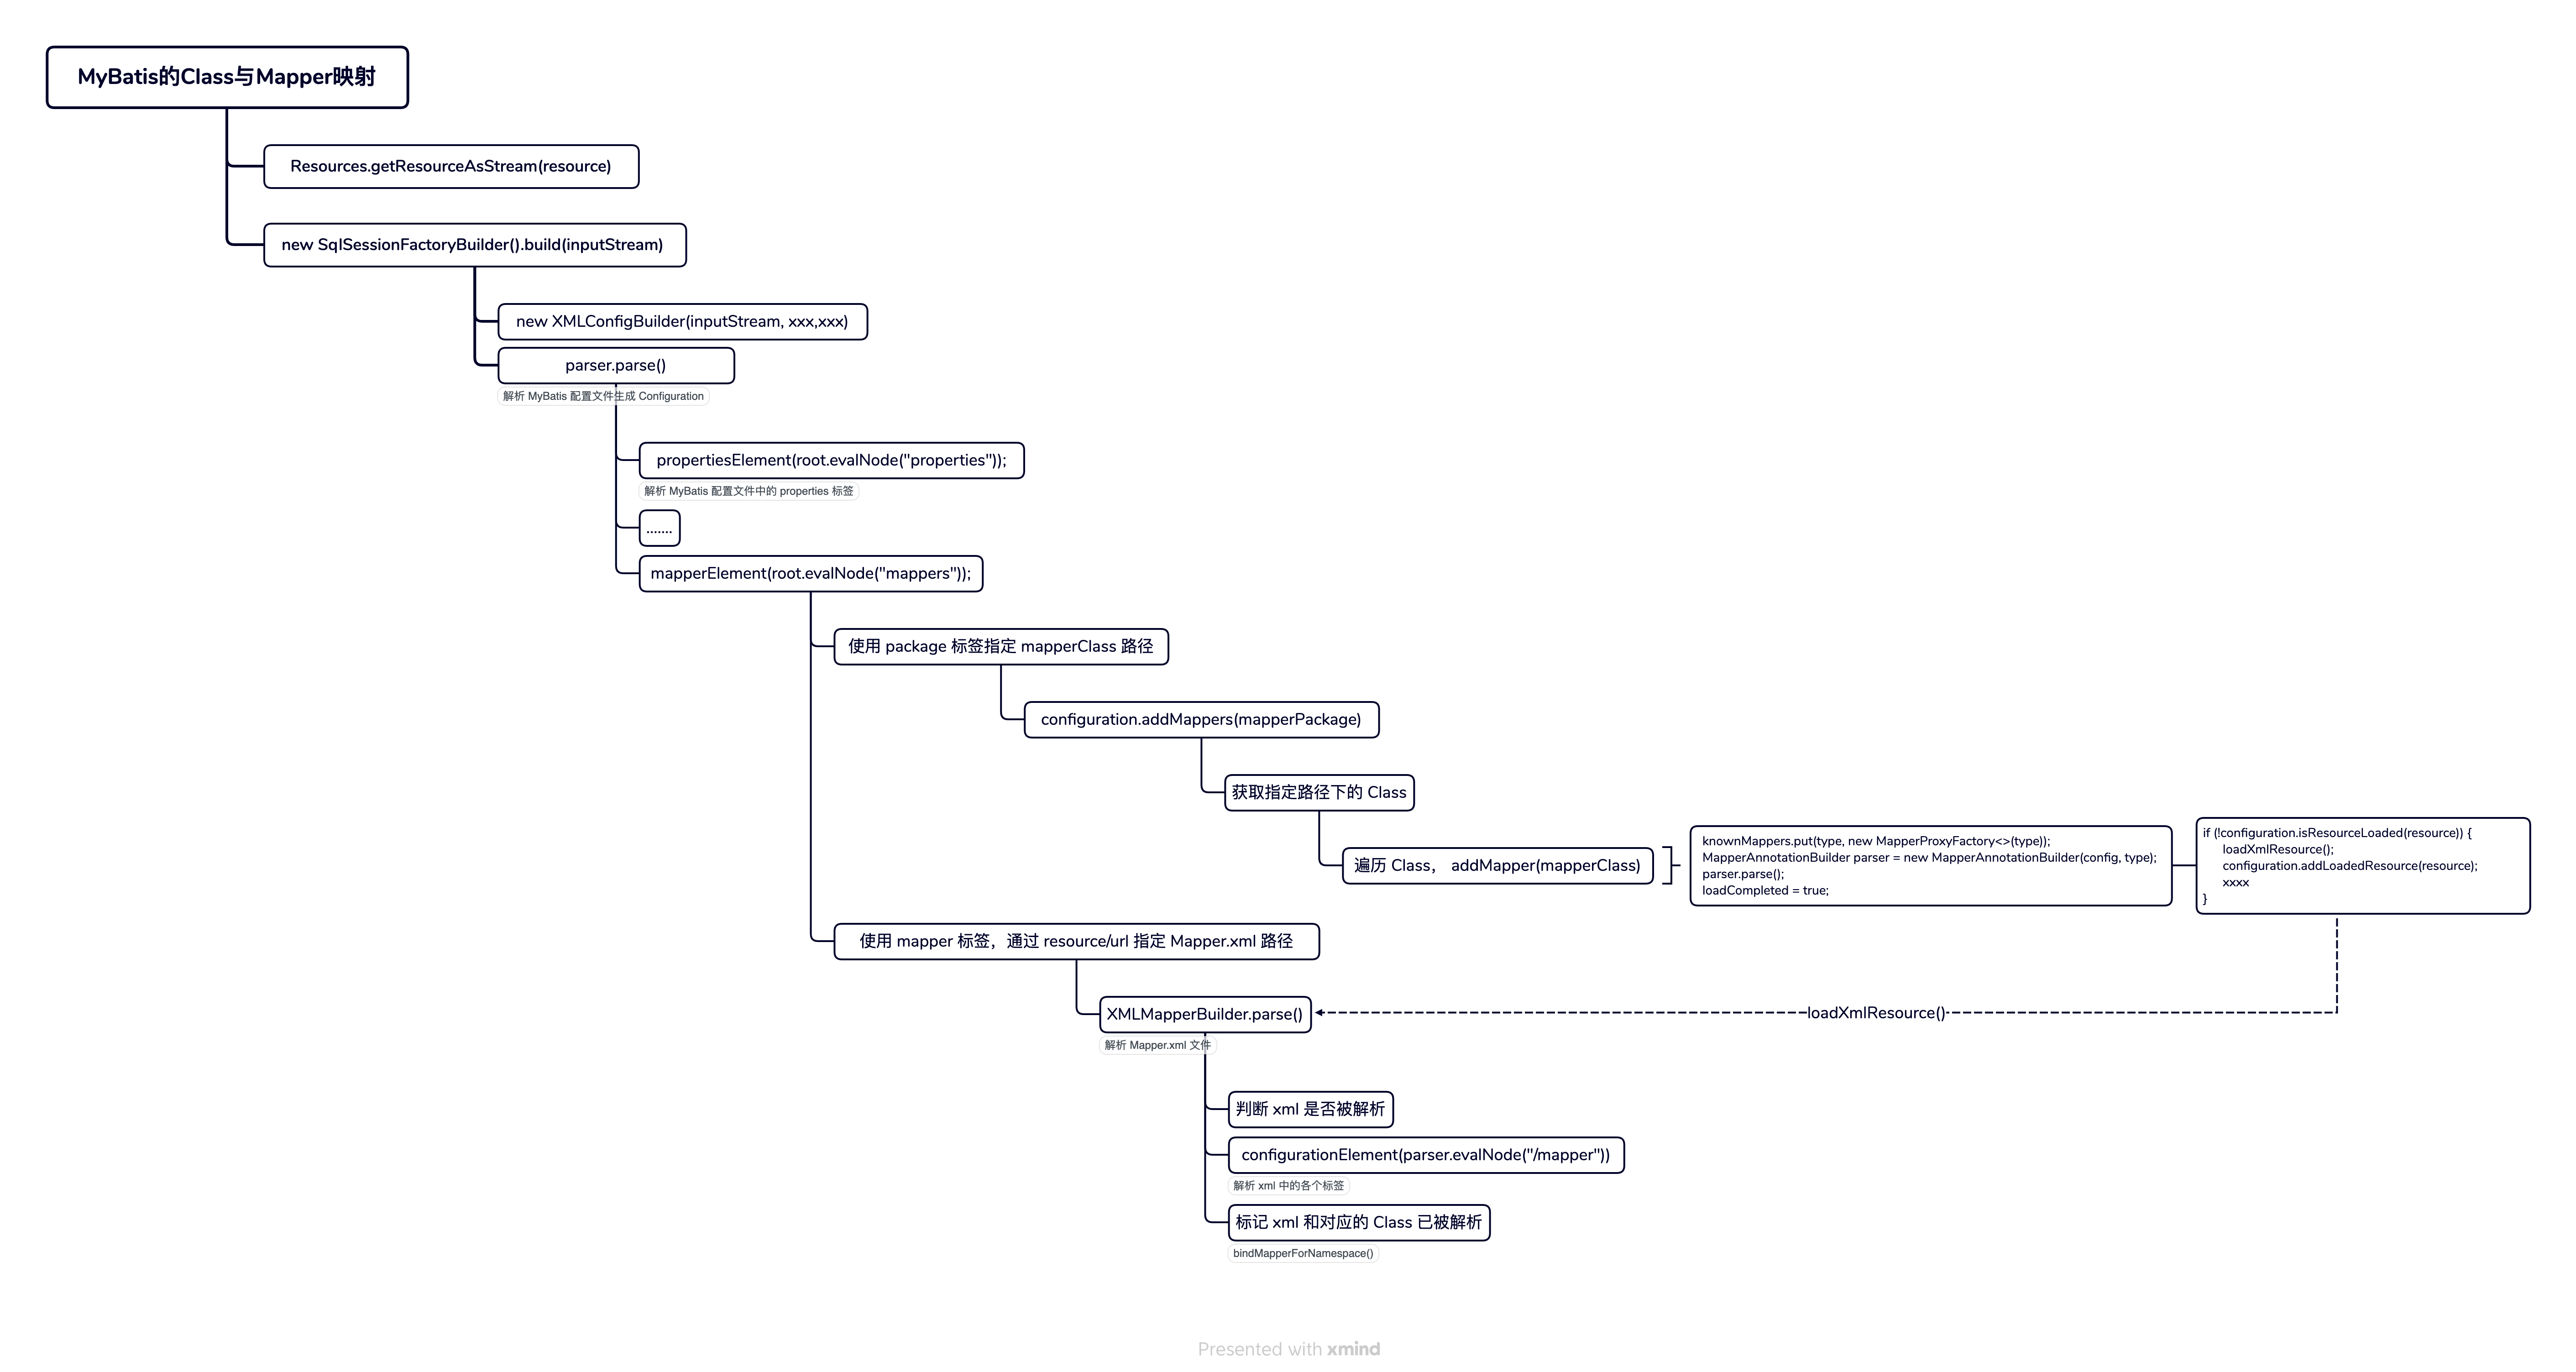 MyBatis的Class与Mapper映射
Resources.getResourceAsStream(resource)
new SqlSessionFactoryBuilder().build(inputStream)
new XMLConfigBuilder(inputStream, xxx,xxx)
parser.parse()
解析 MyBatis 配置文件生成 Configuration
propertiesElement(root.evalNode("properties"));
解析 MyBatis 配置文件中的 properties 标签
.......
mapperElement(root.evalNode("mappers"));
使用 package 标签指定 mapperClass 路径
configuration.addMappers(mapperPackage)
获取指定路径下的 Class
遍历 Class， addMapper(mapperClass)
knownMappers.put(type, new MapperProxyFactory<>(type));
MapperAnnotationBuilder parser = new MapperAnnotationBuilder(config, type);
parser.parse();
loadCompleted = true;
if (!configuration.isResourceLoaded(resource)) {
loadXmlResource();
configuration.addLoadedResource(resource);
xxxx
}
使用 mapper 标签，通过 resource/url 指定 Mapper.xml 路径
XMLMapperBuilder.parse()
loadXmlResource()
解析 Mapper.xml 文件
判断 xml 是否被解析
configurationElement(parser.evalNode("/mapper"))
解析 xml 中的各个标签
标记 xml 和对应的 Class 已被解析
bindMapperForNamespace()
Presented with xmind